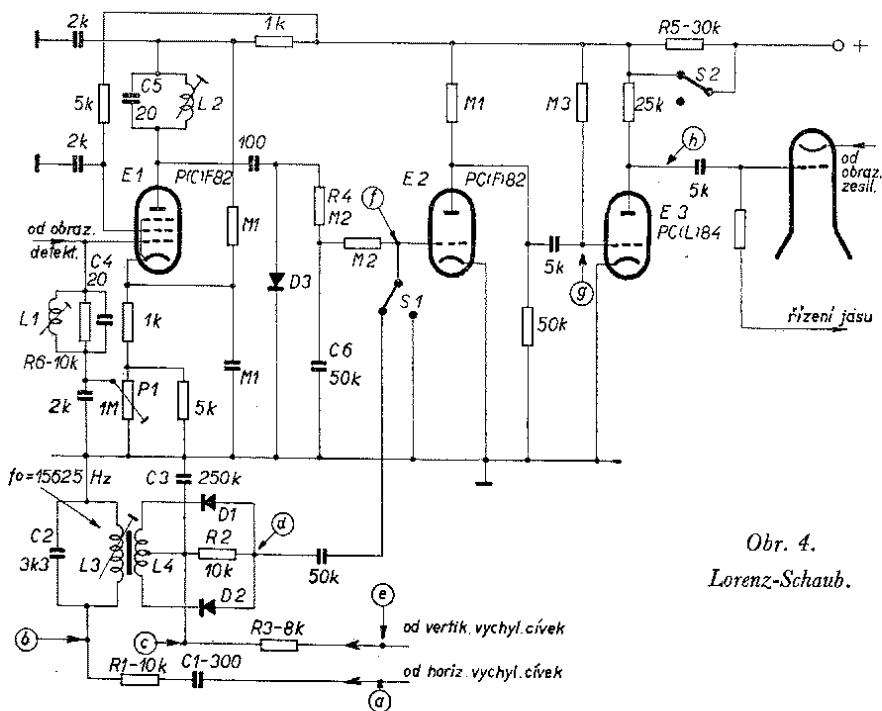 2k
1k
R5-30k
+
C5
20
L2
5k
M1
M3
25k
S2
2k
100
h
5k
od
obraz.
zesil.
E1
P(C)F82
R4
M2
f
E2
PC(F)82
E3
PC(L)84
od obraz.
detekt.
M1
M2
5k
g
C4
20
D3
S1
L1
1k
50k
řízení jasu
R6-10k
C6
50k
P1
1M
M1
2k
5k
fo=15625 Hz
C3
250k
D1
d
C2
3k3
L3
L4
R2
10k
50k
D2
e
b
c
R3-8k
od vertik. vychyl. cívek
R1-10k
C1-300
od horiz. vychyl. cívek
a
Obr. 4.
Lorenz-Schaub.